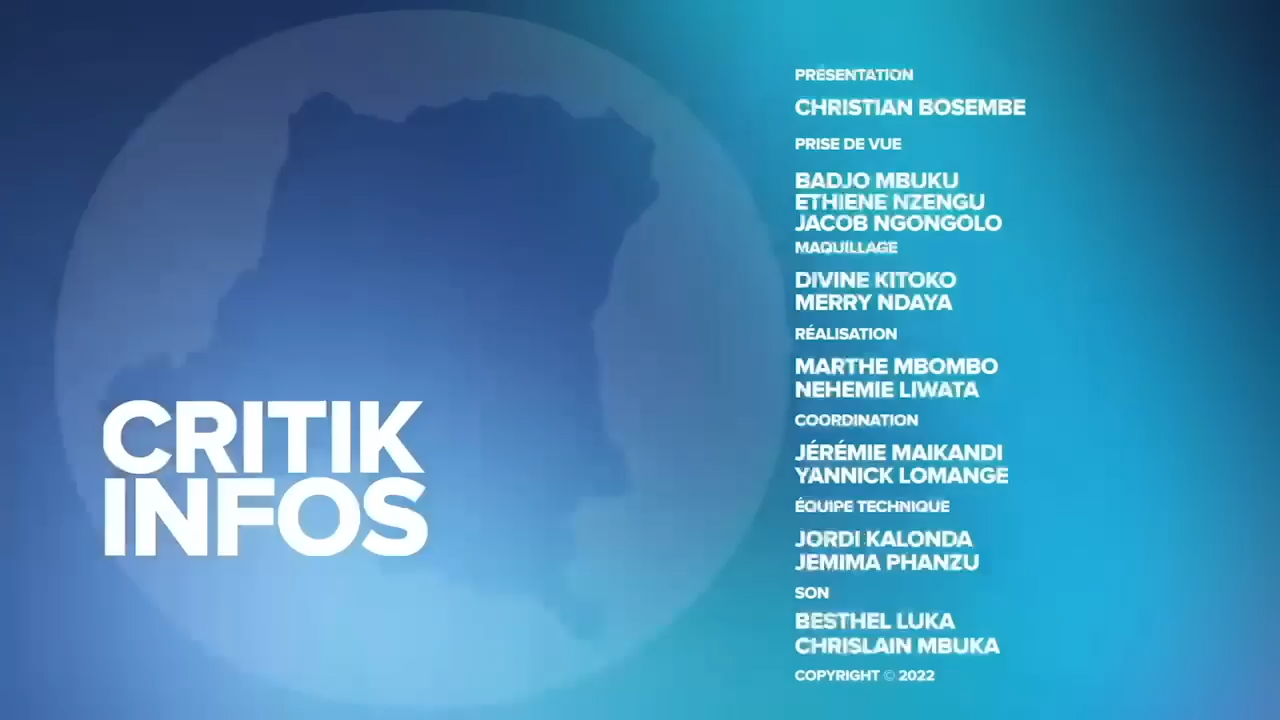 CRITIK
INFOS
PRÉSENTATION
CHRISTIAN BOSEMBE
PRISE DE VUE
BADJO MBUKU
ETHIENE NZENGU
JACOB NGONGOLO
MAQUILLAGE
DIVINE KITOKO
MERRY NDAYA
RÉALISATION
MARTHE MBOMBO
NEHEMIE LIWATA
COORDINATION
JÉRÉMIE MAIKANDI
YANNICK LOMANGE
ÉQUIPE TECHNIQUE
JORDI KALONDA
JEMIMA PHANZU
SON
BESTHEL LUKA
CHRISLAIN MBUKA
COPYRIGHT © 2022